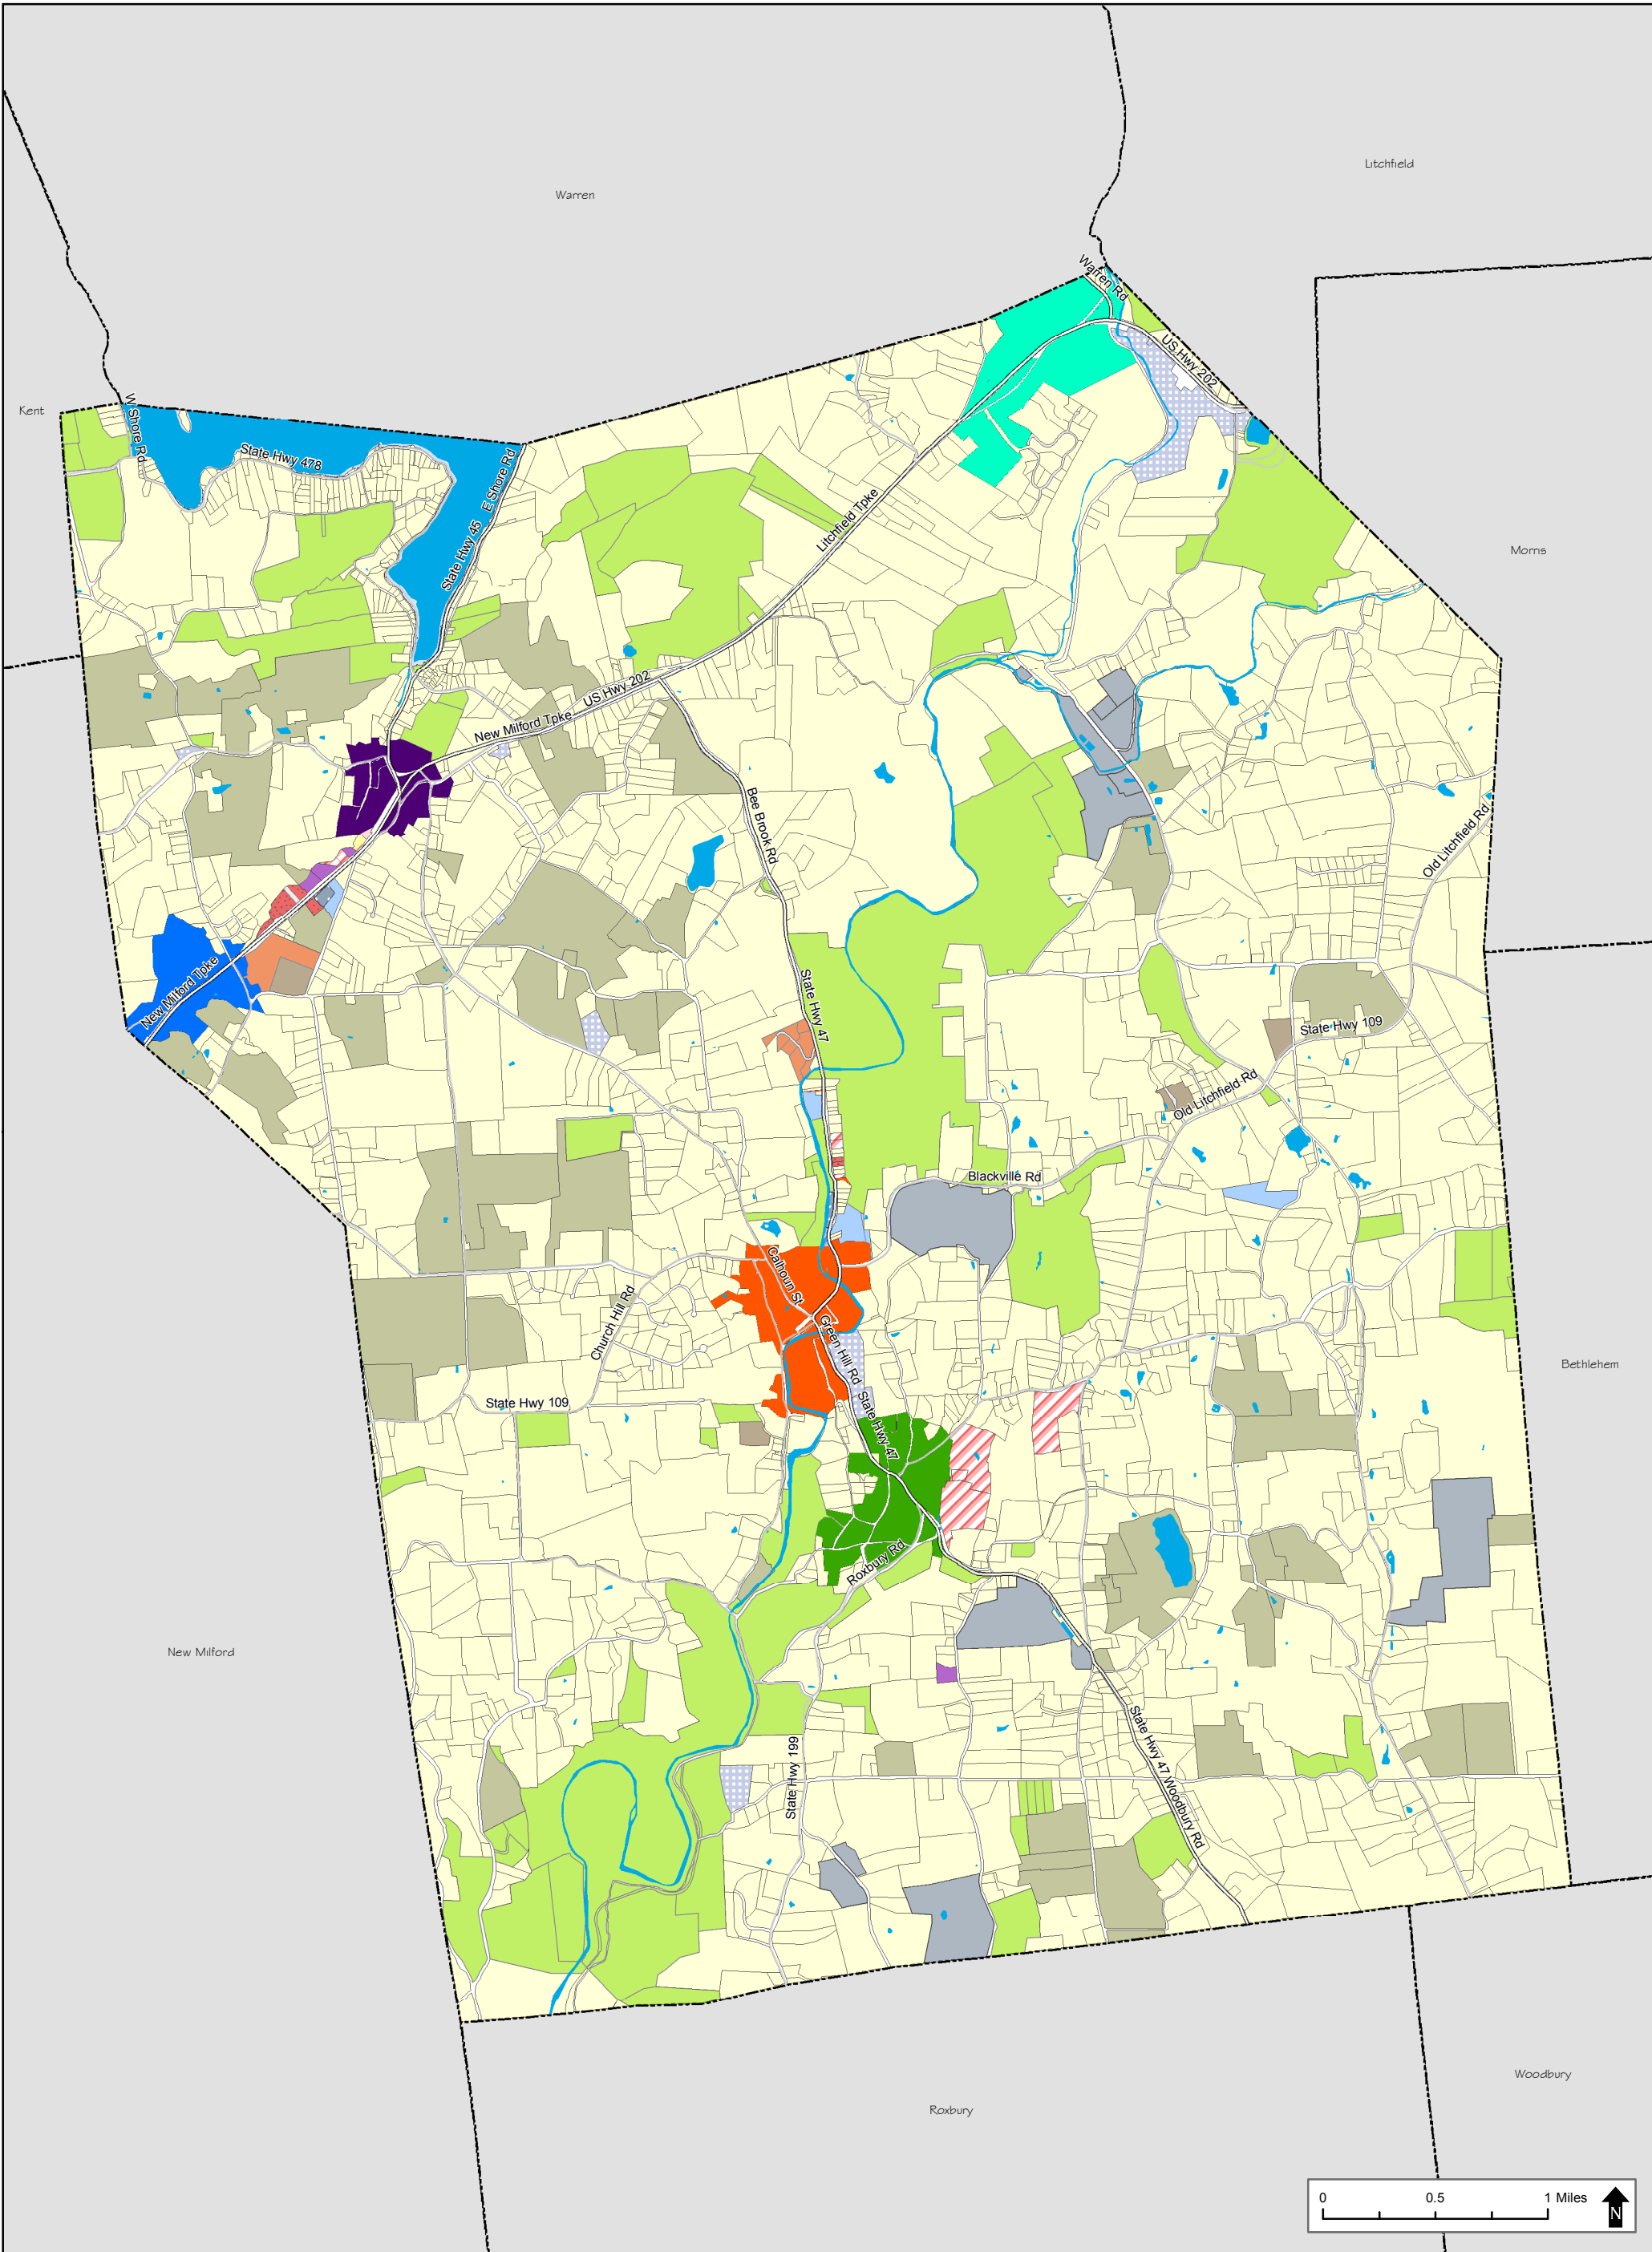 Litchfield
Warren
Warren Rd
US Hwy 202
Kent
W Shore Rd
State Hwy 478
State Hwy 45 E Shore Rd
Litchfield Tpke
Morris
US Hwy 202
New Milford Tpke
Bee Brook Rd
Old Litchfield Rd
New Milford Tpke
State Hwy 47
State Hwy 109
Old Litchfield Rd
Blackville Rd
Calhoun St
Church Hill Rd
Green Hill Rd
State Hwy 47
Bethlehem
State Hwy 109
Roxbury Rd
New Milford
State Hwy 199
State Hwy 47 Woodbury Rd
Woodbury
Roxbury
0 0.5 1 Miles
N